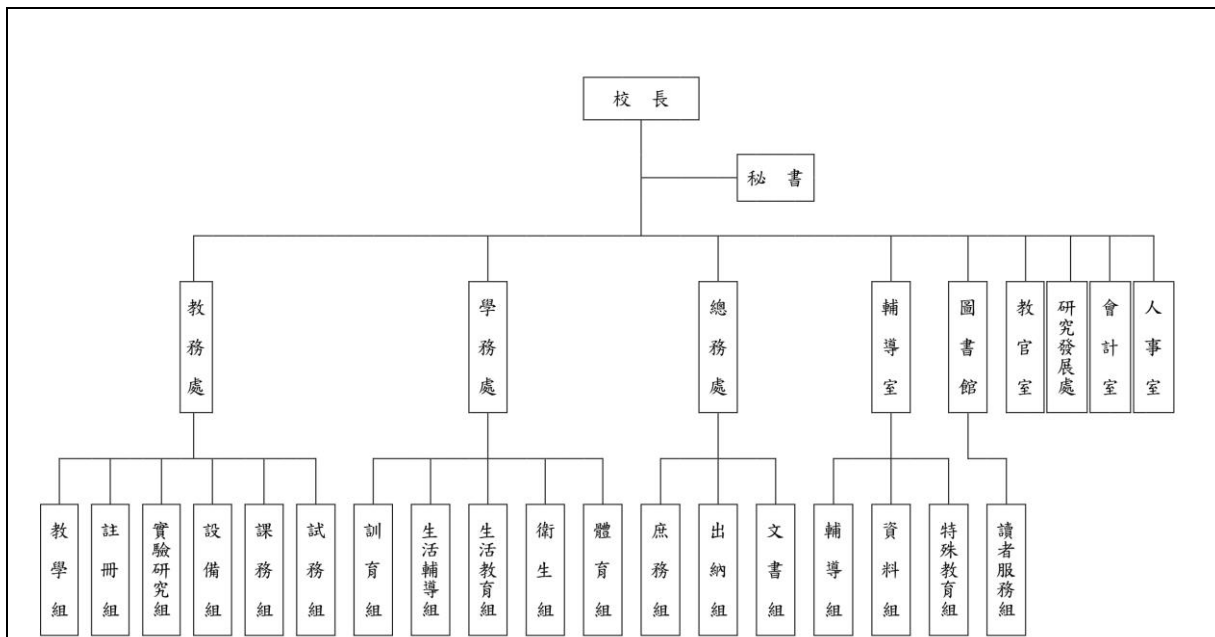 校長
秘書
教務處
學務處
總務處
輔導室
圖書館
教官室
研究發展處
會計室
人事室
教學組
註冊組
實驗研究組
設備組
課務組
試務組
訓育組
生活輔導組
生活教育組
衛生組
體育組
庶務組
出納組
文書組
輔導組
資料組
特殊教育組
讀者服務組